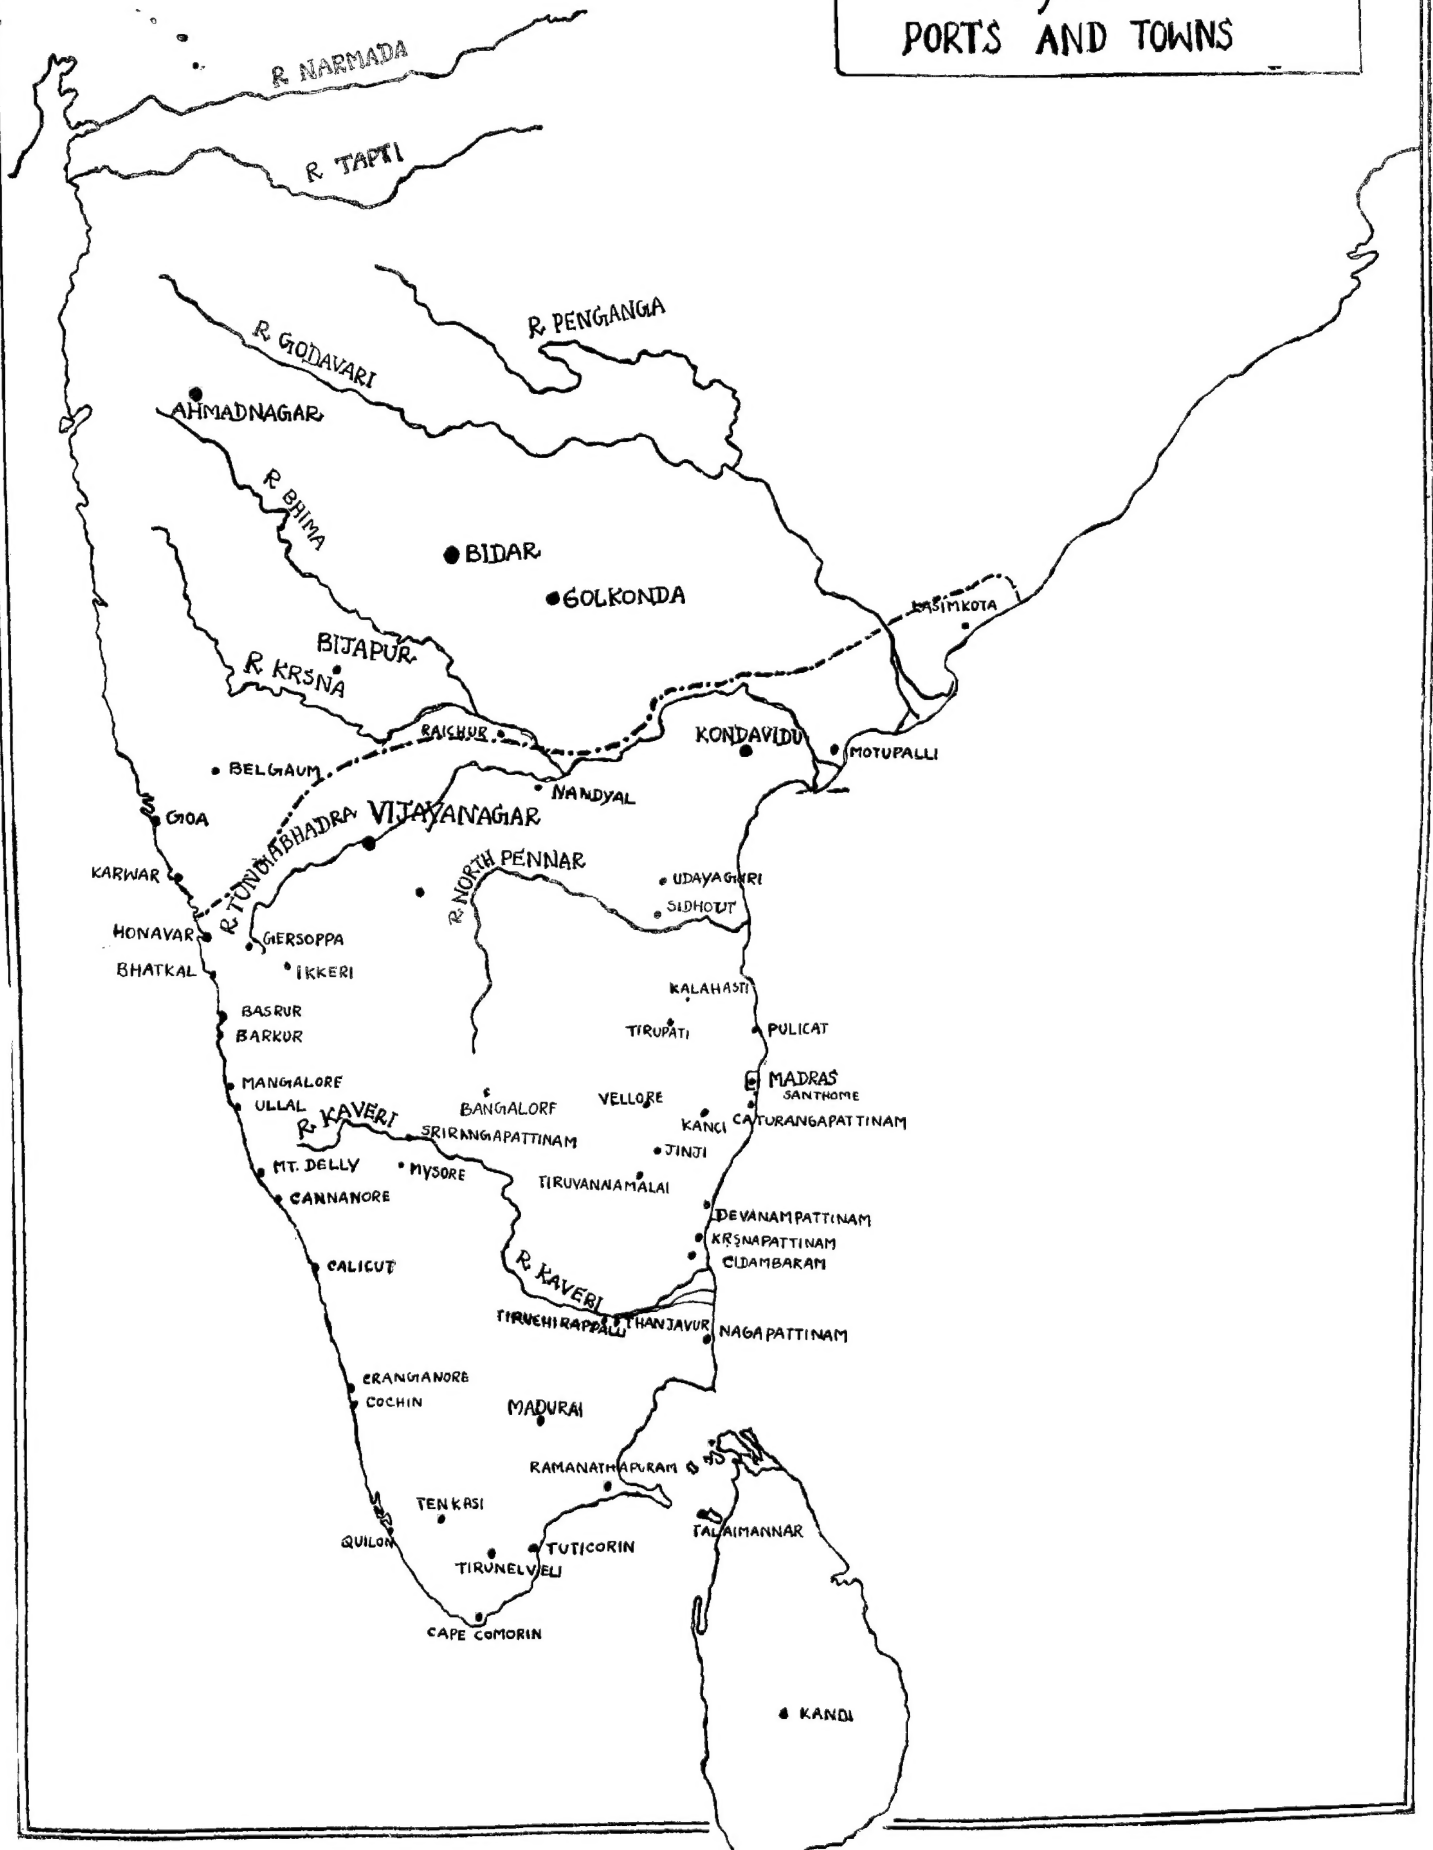 PORTS AND TOWNS
R NARMADA
R TAPTI
R PENGANGA
R GODAVARI
AHMADNAGAR
R BHIMA
BIDAR
GOLKONDA
KASIMKOTA
BIJAPUR
R KRSNA
RAICHUR
KONDAVIDU
MOTUPALLI
BELGAUM
NANDYAL
GOA
VIJAYANAGAR
R TUNGABHADRA
R NORTH PENNAR
KARWAR
UDAYAGIRI
SIDHOUT
HONAVAR
GERSOPPA
BHATKAL
IKKERI
KALAHASTI
BASRUR
BARKUR
TIRUPATI
PULICAT
MANGALORE
MADRAS
SANTHOME
ULLAL
BANGALORE
VELLORE
KANCI
CATURANGAPATTINAM
R KAVERI
SRIRANGAPATTINAM
JINJI
MT. DELLY
MYSORE
TIRUVANNAMALAI
CANNANORE
DEVANAMPATTINAM
KRSNAPATTINAM
CIDAMBARAM
CALICUT
R KAVERI
TIRUCHIRAPPALLI
THANJAVUR
NAGAPATTINAM
CRANGANORE
COCHIN
MADURAI
RAMANATHAPURAM
TENKASI
QUILON
TALAIMANNAR
TUTICORIN
TIRUNELVELI
CAPE COMORIN
KANDI